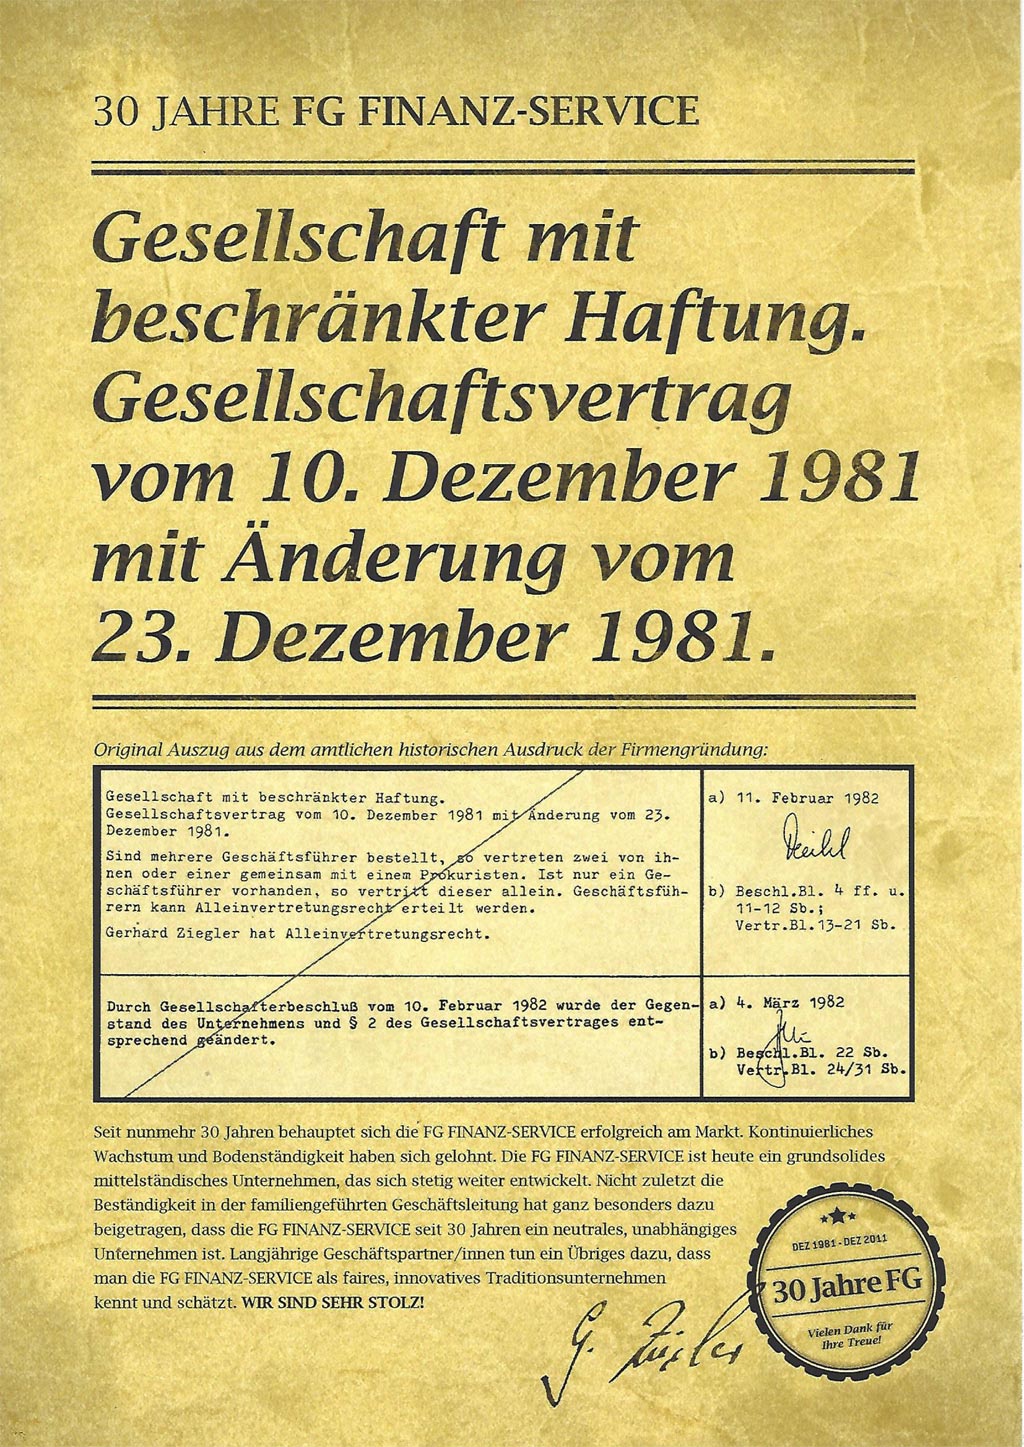 30 JAHRE FG FINANZ-SERVICE
Gesellschaft mit
beschränkter Haftung.
Gesellschaftsvertrag
vom 10. Dezember 1981
mit Änderung vom
23. Dezember 1981.
Original Auszug aus dem amtlichen historischen Ausdruck der Firmengründung:
Gesellschaft mit beschränkter Haftung.
Gesellschaftsvertrag vom 10. Dezember 1981 mit Änderung vom 23.
Dezember 1981.
Sind mehrere Geschäftsführer bestellt, so vertreten zwei von ih-
nen oder einer gemeinsam mit einem Prokuristen. Ist nur ein Ge-
schäftsführer vorhanden, so vertritt dieser allein. Geschäftsfüh-
rern kann Alleinvertretungsrecht erteilt werden.
Gerhard Ziegler hat Alleinvertretungsrecht.
a) 11. Februar 1982
b) Beschl.Bl. 4 ff. u.
11-12 Sb.;
Vertr.Bl.13-21 Sb.
Durch Gesellschafterbeschluß vom 10. Februar 1982 wurde der Gegen-
stand des Unternehmens und § 2 des Gesellschaftsvertrages ent-
sprechend geändert.
a) 4. März 1982
b) Beschl.Bl. 22 Sb.
Vertr.Bl. 24/31 Sb.
Seit nunmehr 30 Jahren behauptet sich die FG FINANZ-SERVICE erfolgreich am Markt. Kontinuierliches
Wachstum und Bodenständigkeit haben sich gelohnt. Die FG FINANZ-SERVICE ist heute ein grundsolides
mittelständisches Unternehmen, das sich stetig weiter entwickelt. Nicht zuletzt die
Beständigkeit in der familiengeführten Geschäftsleitung hat ganz besonders dazu
beigetragen, dass die FG FINANZ-SERVICE seit 30 Jahren ein neutrales, unabhängiges
Unternehmen ist. Langjährige Geschäftspartner/innen tun ein Übriges dazu, dass
man die FG FINANZ-SERVICE als faires, innovatives Traditionsunternehmen
kennt und schätzt. WIR SIND SEHR STOLZ!
DEZ 1981 - DEZ 2011
30 Jahre FG
Vielen Dank für
Ihre Treue!
G.